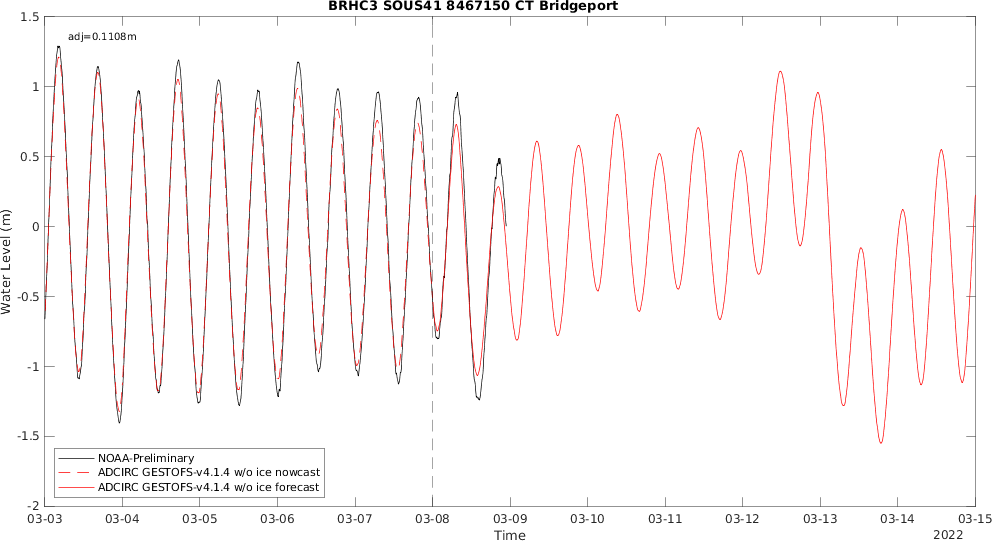 BRHC3 SOUS41 8467150 CT Bridgeport
adj=0.1108m
1.5
1
0.5
0
-0.5
-1
-1.5
-2
Water Level (m)
NOAA-Preliminary
ADCIRC GESTOFS-v4.1.4 w/o ice nowcast
ADCIRC GESTOFS-v4.1.4 w/o ice forecast
03-03 03-04 03-05 03-06 03-07 03-08 03-09 03-10 03-11 03-12 03-13 03-14 03-15
Time
2022